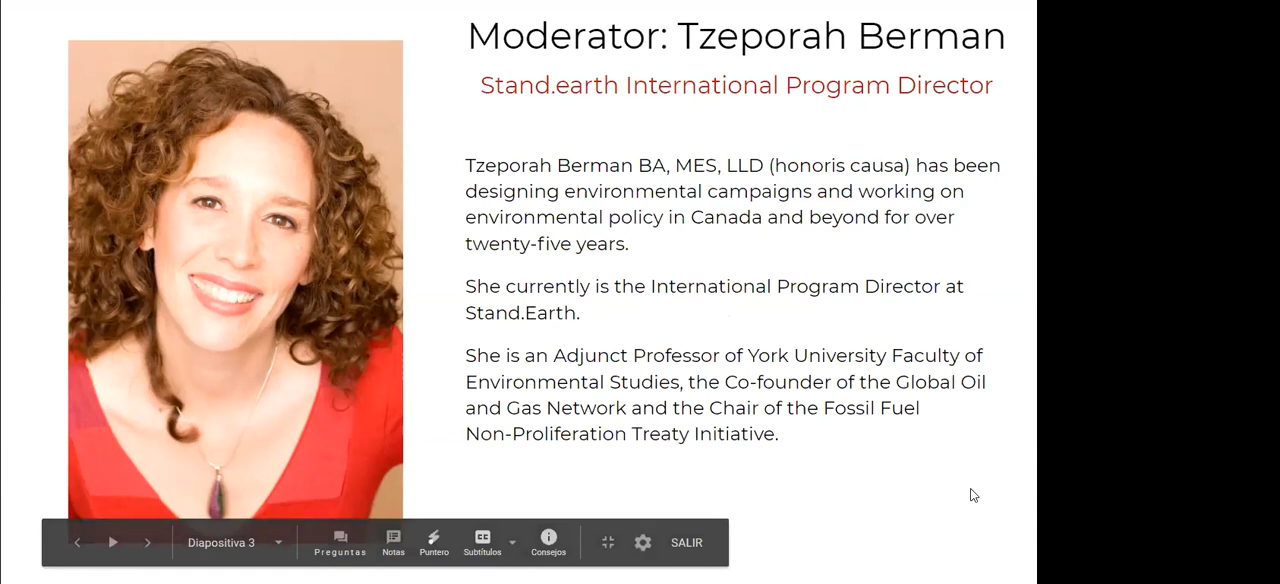 Moderator: Tzeporah Berman
Stand.earth International Program Director
Tzeporah Berman BA, MES, LLD (honoris causa) has been
designing environmental campaigns and working on
environmental policy in Canada and beyond for over
twenty-five years.
She currently is the International Program Director at
Stand.Earth.
She is an Adjunct Professor of York University Faculty of
Environmental Studies, the Co-founder of the Global Oil
and Gas Network and the Chair of the Fossil Fuel
Non-Proliferation Treaty Initiative.
Diapositiva 3
Preguntas
Notas
Puntero
CC
Subtítulos
Consejos
SALIR